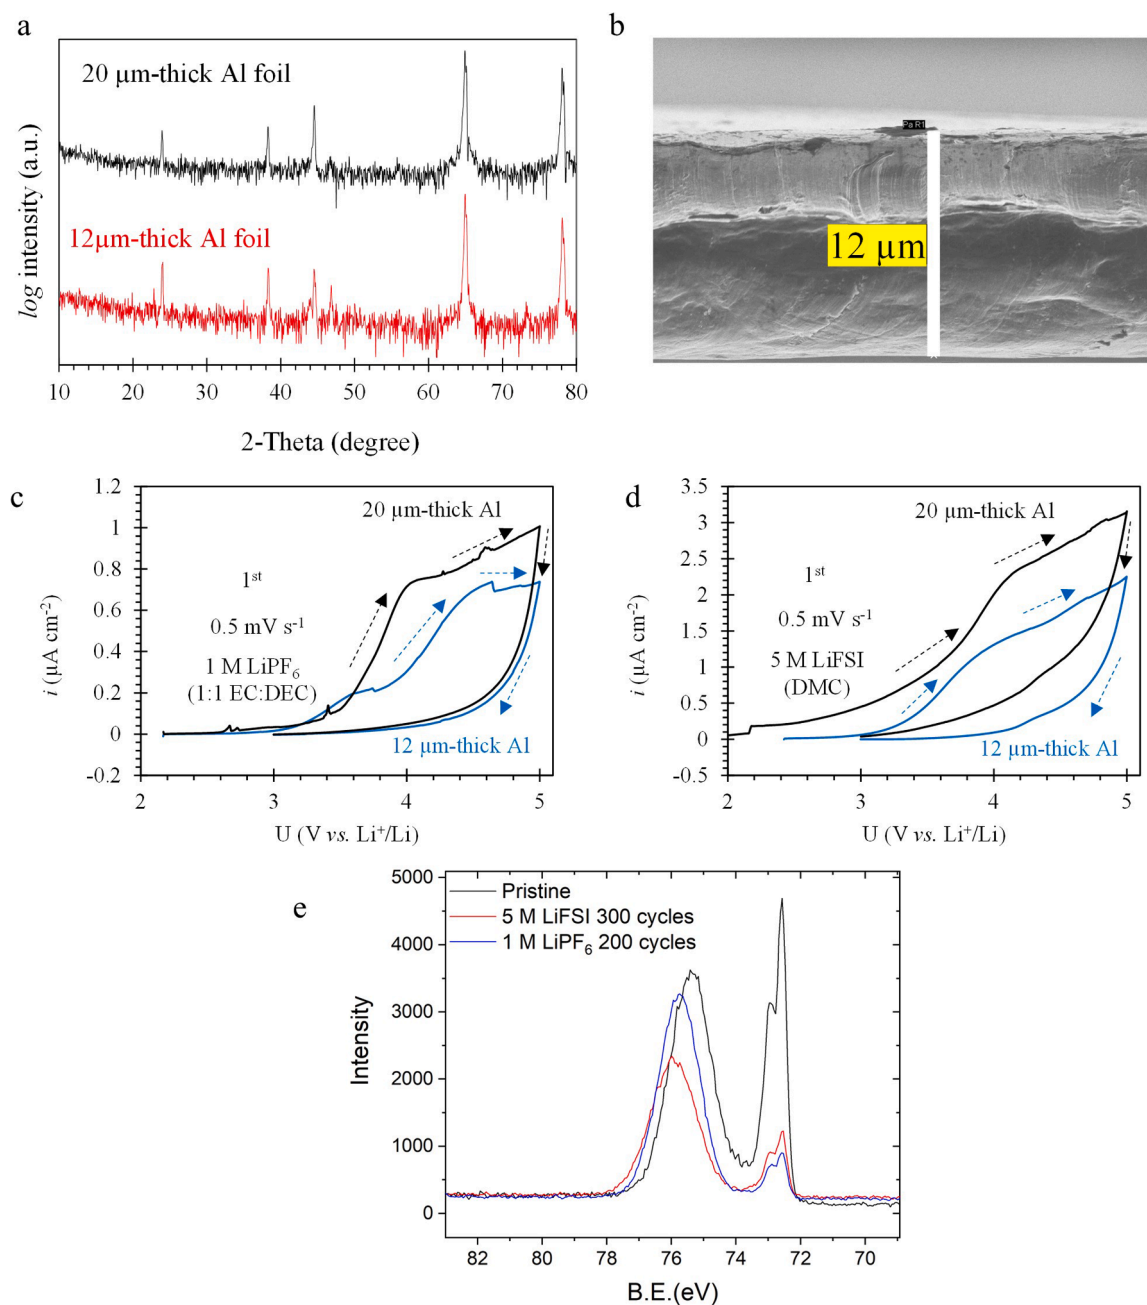 a
20 µm-thick Al foil
12µm-thick Al foil
log intensity (a.u.)
10 20 30 40 50 60 70 80
2-Theta (degree)
b
Pa R1
12 µm
c
1.2
1
0.8
0.6
0.4
0.2
0
-0.2
i (µA cm⁻²)
20 µm-thick Al
1ˢᵗ
0.5 mV s⁻¹
1 M LiPF₆
(1:1 EC:DEC)
12 µm-thick Al
2 3 4 5
U (V vs. Li⁺/Li)
d
3.5
3
2.5
2
1.5
1
0.5
0
-0.5
i (µA cm⁻²)
20 µm-thick Al
1ˢᵗ
0.5 mV s⁻¹
5 M LiFSI
(DMC)
12 µm-thick Al
2 3 4 5
U (V vs. Li⁺/Li)
e
5000
4000
3000
2000
1000
0
Intensity
Pristine
5 M LiFSI 300 cycles
1 M LiPF₆ 200 cycles
82 80 78 76 74 72 70
B.E.(eV)